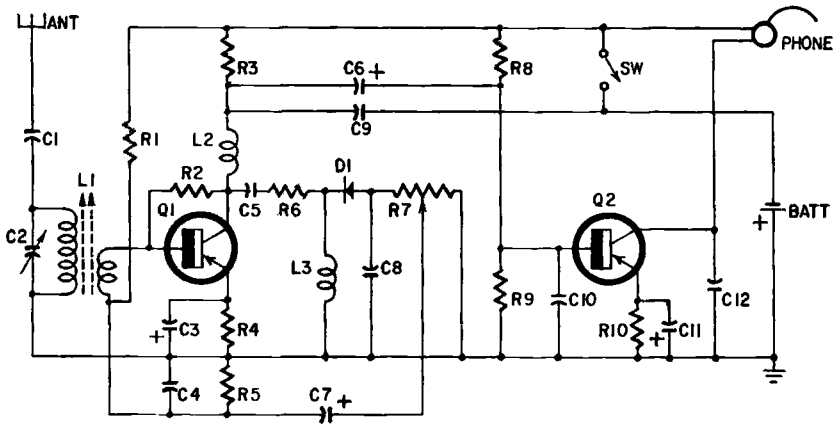 ANT
PHONE
R3
R8
C6 +
SW
C9
C1
R1
L2
L1
D1
R2
Q1
C5
R6
R7
Q2
BATT
+
C2
L3
C8
R9
C10
C12
C3
+
R4
R10
+
C11
C4
R5
C7 +